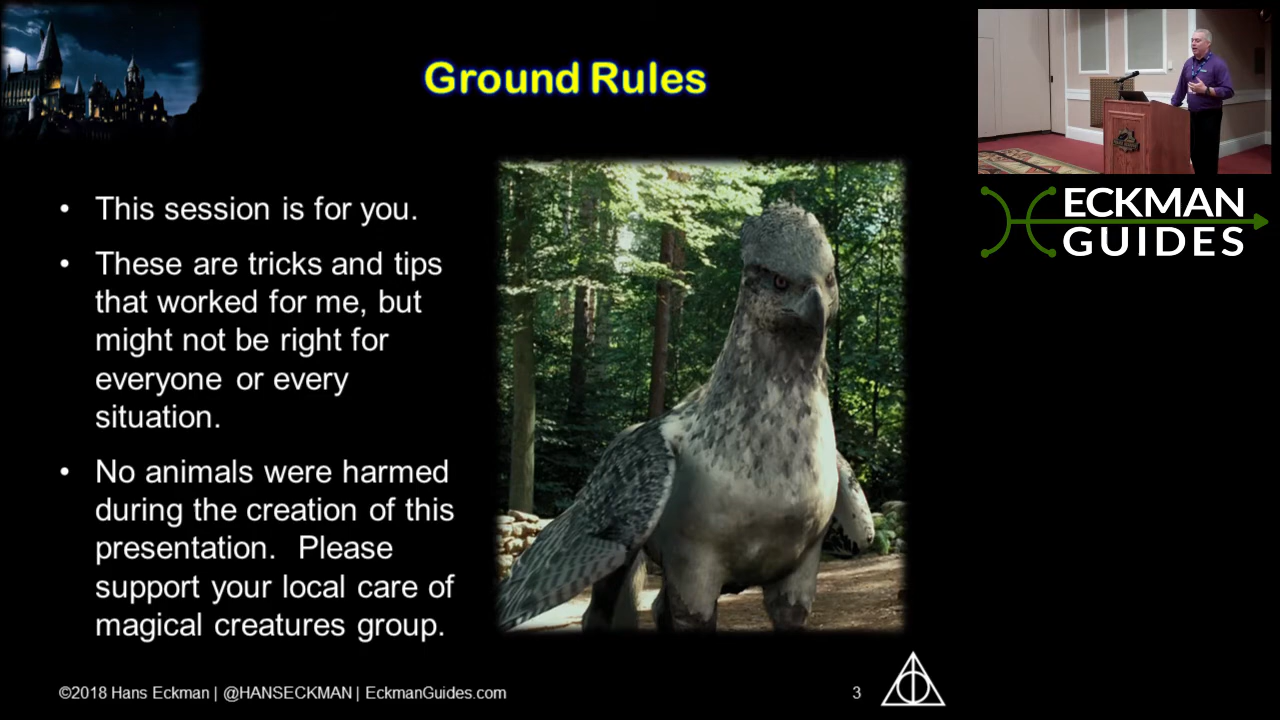 Ground Rules
• This session is for you.
• These are tricks and tips
that worked for me, but
might not be right for
everyone or every
situation.
• No animals were harmed
during the creation of this
presentation. Please
support your local care of
magical creatures group.
©2018 Hans Eckman | @HANSECKMAN | EckmanGuides.com
3
ECKMAN
GUIDES